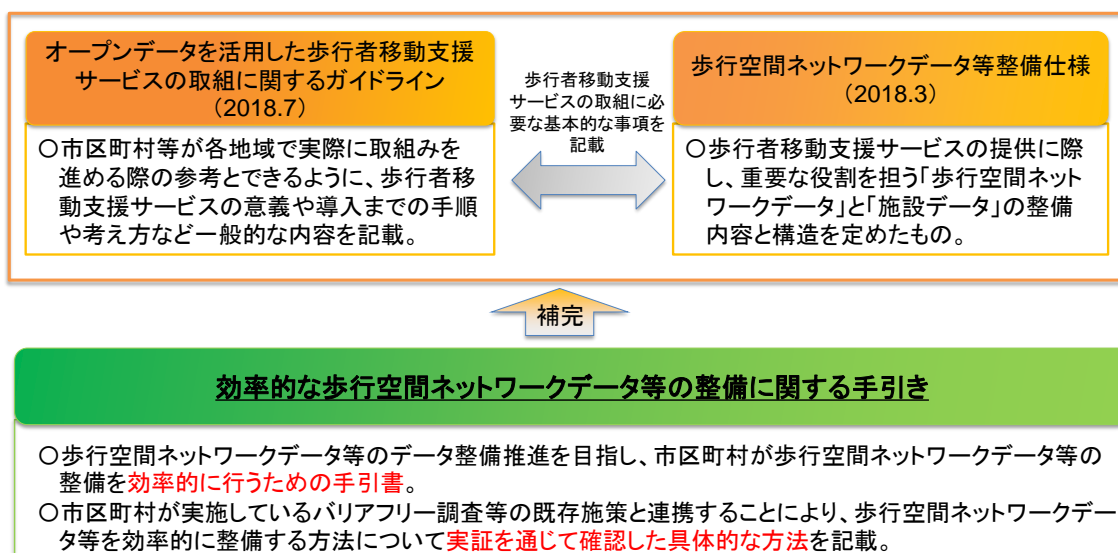 オープンデータを活用した歩行者移動支援
サービスの取組に関するガイドライン
（2018.7）
〇市区町村等が各地域で実際に取組みを
進める際の参考とできるように、歩行者移
動支援サービスの意義や導入までの手順
や考え方など一般的な内容を記載。
歩行者移動支援
サービスの取組に必
要な基本的な事項を
記載
歩行空間ネットワークデータ等整備仕様
（2018.3）
〇歩行者移動支援サービスの提供に際
し、重要な役割を担う「歩行空間ネット
ワークデータ」と「施設データ」の整備
内容と構造を定めたもの。
補完
効率的な歩行空間ネットワークデータ等の整備に関する手引き
〇歩行空間ネットワークデータ等のデータ整備推進を目指し、市区町村が歩行空間ネットワークデータ等の
整備を効率的に行うための手引書。
〇市区町村が実施しているバリアフリー調査等の既存施策と連携することにより、歩行空間ネットワークデー
タ等を効率的に整備する方法について実証を通じて確認した具体的な方法を記載。